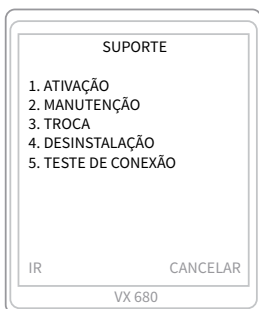 SUPORTE
1. ATIVAÇÃO
2. MANUTENÇÃO
3. TROCA
4. DESINSTALAÇÃO
5. TESTE DE CONEXÃO
IR CANCELAR
VX 680